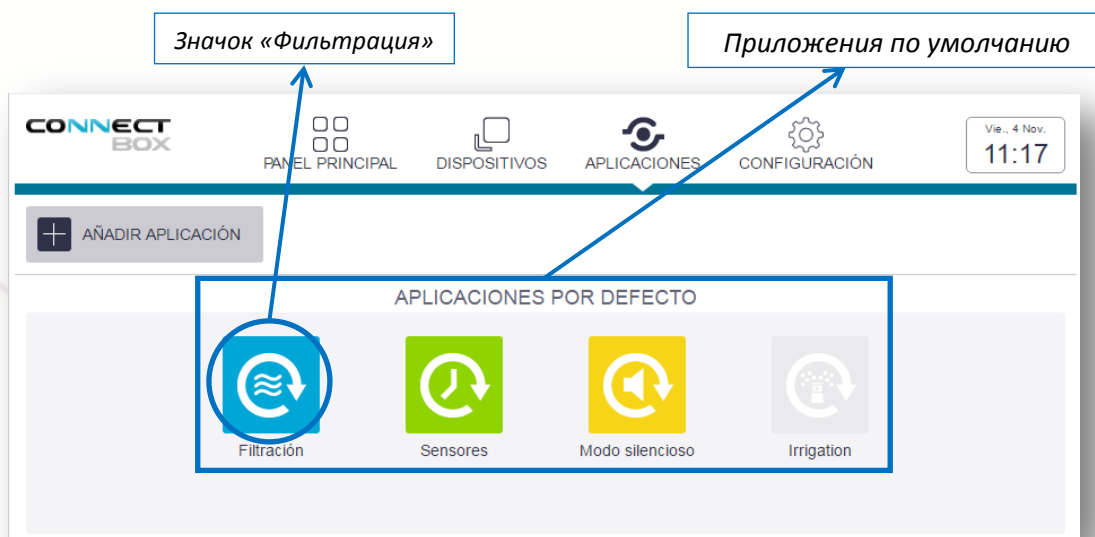 Значок «Фильтрация»
Приложения по умолчанию
CONNECT
BOX
PANEL PRINCIPAL
DISPOSITIVOS
APLICACIONES
CONFIGURACIÓN
Vie., 4 Nov.
11:17
AÑADIR APLICACIÓN
APLICACIONES POR DEFECTO
Filtración
Sensores
Modo silencioso
Irrigation